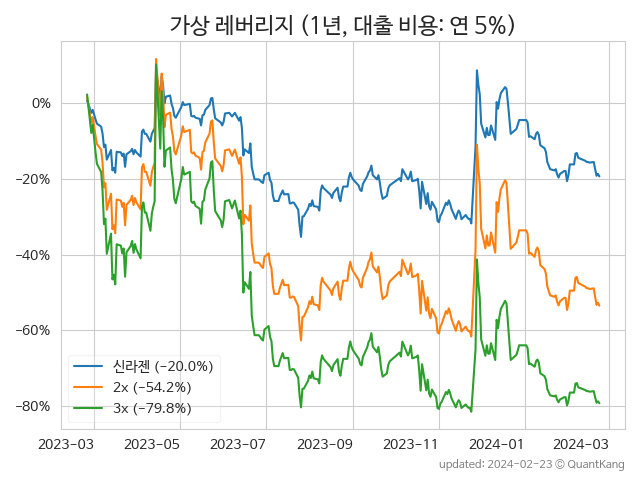 가상 레버리지 (1년, 대출 비용: 연 5%)
0%
−20%
−40%
−60%
−80%
신라젠 (−20.0%)
2x (−54.2%)
3x (−79.8%)
2023-03 2023-05 2023-07 2023-09 2023-11 2024-01 2024-03
updated: 2024-02-23 © QuantKang